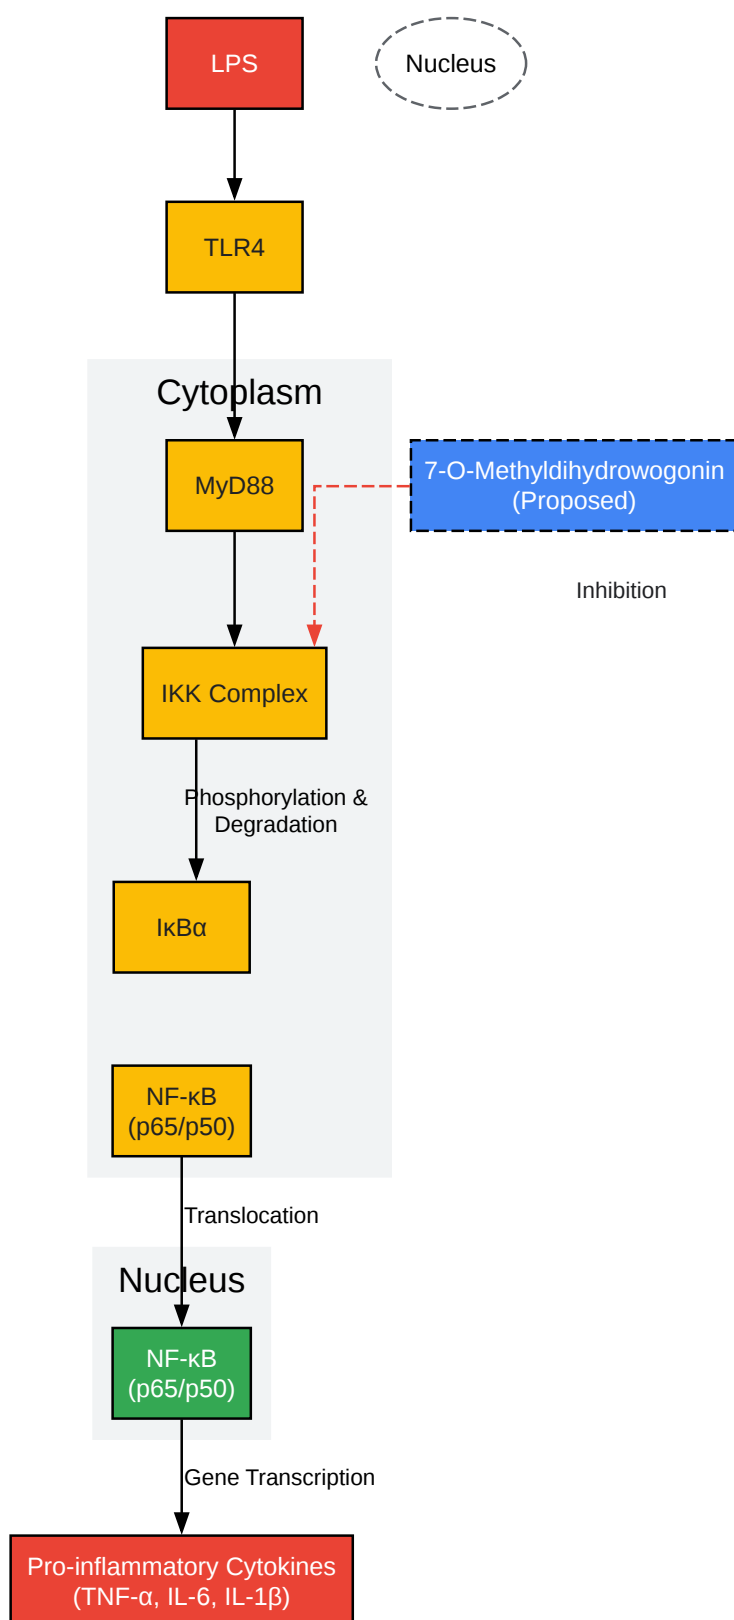 LPS
Nucleus
TLR4
Cytoplasm
MyD88
7-O-Methyldihydrowogonin
(Proposed)
Inhibition
IKK Complex
Phosphorylation &
Degradation
IκBα
NF-κB
(p65/p50)
Translocation
Nucleus
NF-κB
(p65/p50)
Gene Transcription
Pro-inflammatory Cytokines
(TNF-α, IL-6, IL-1β)